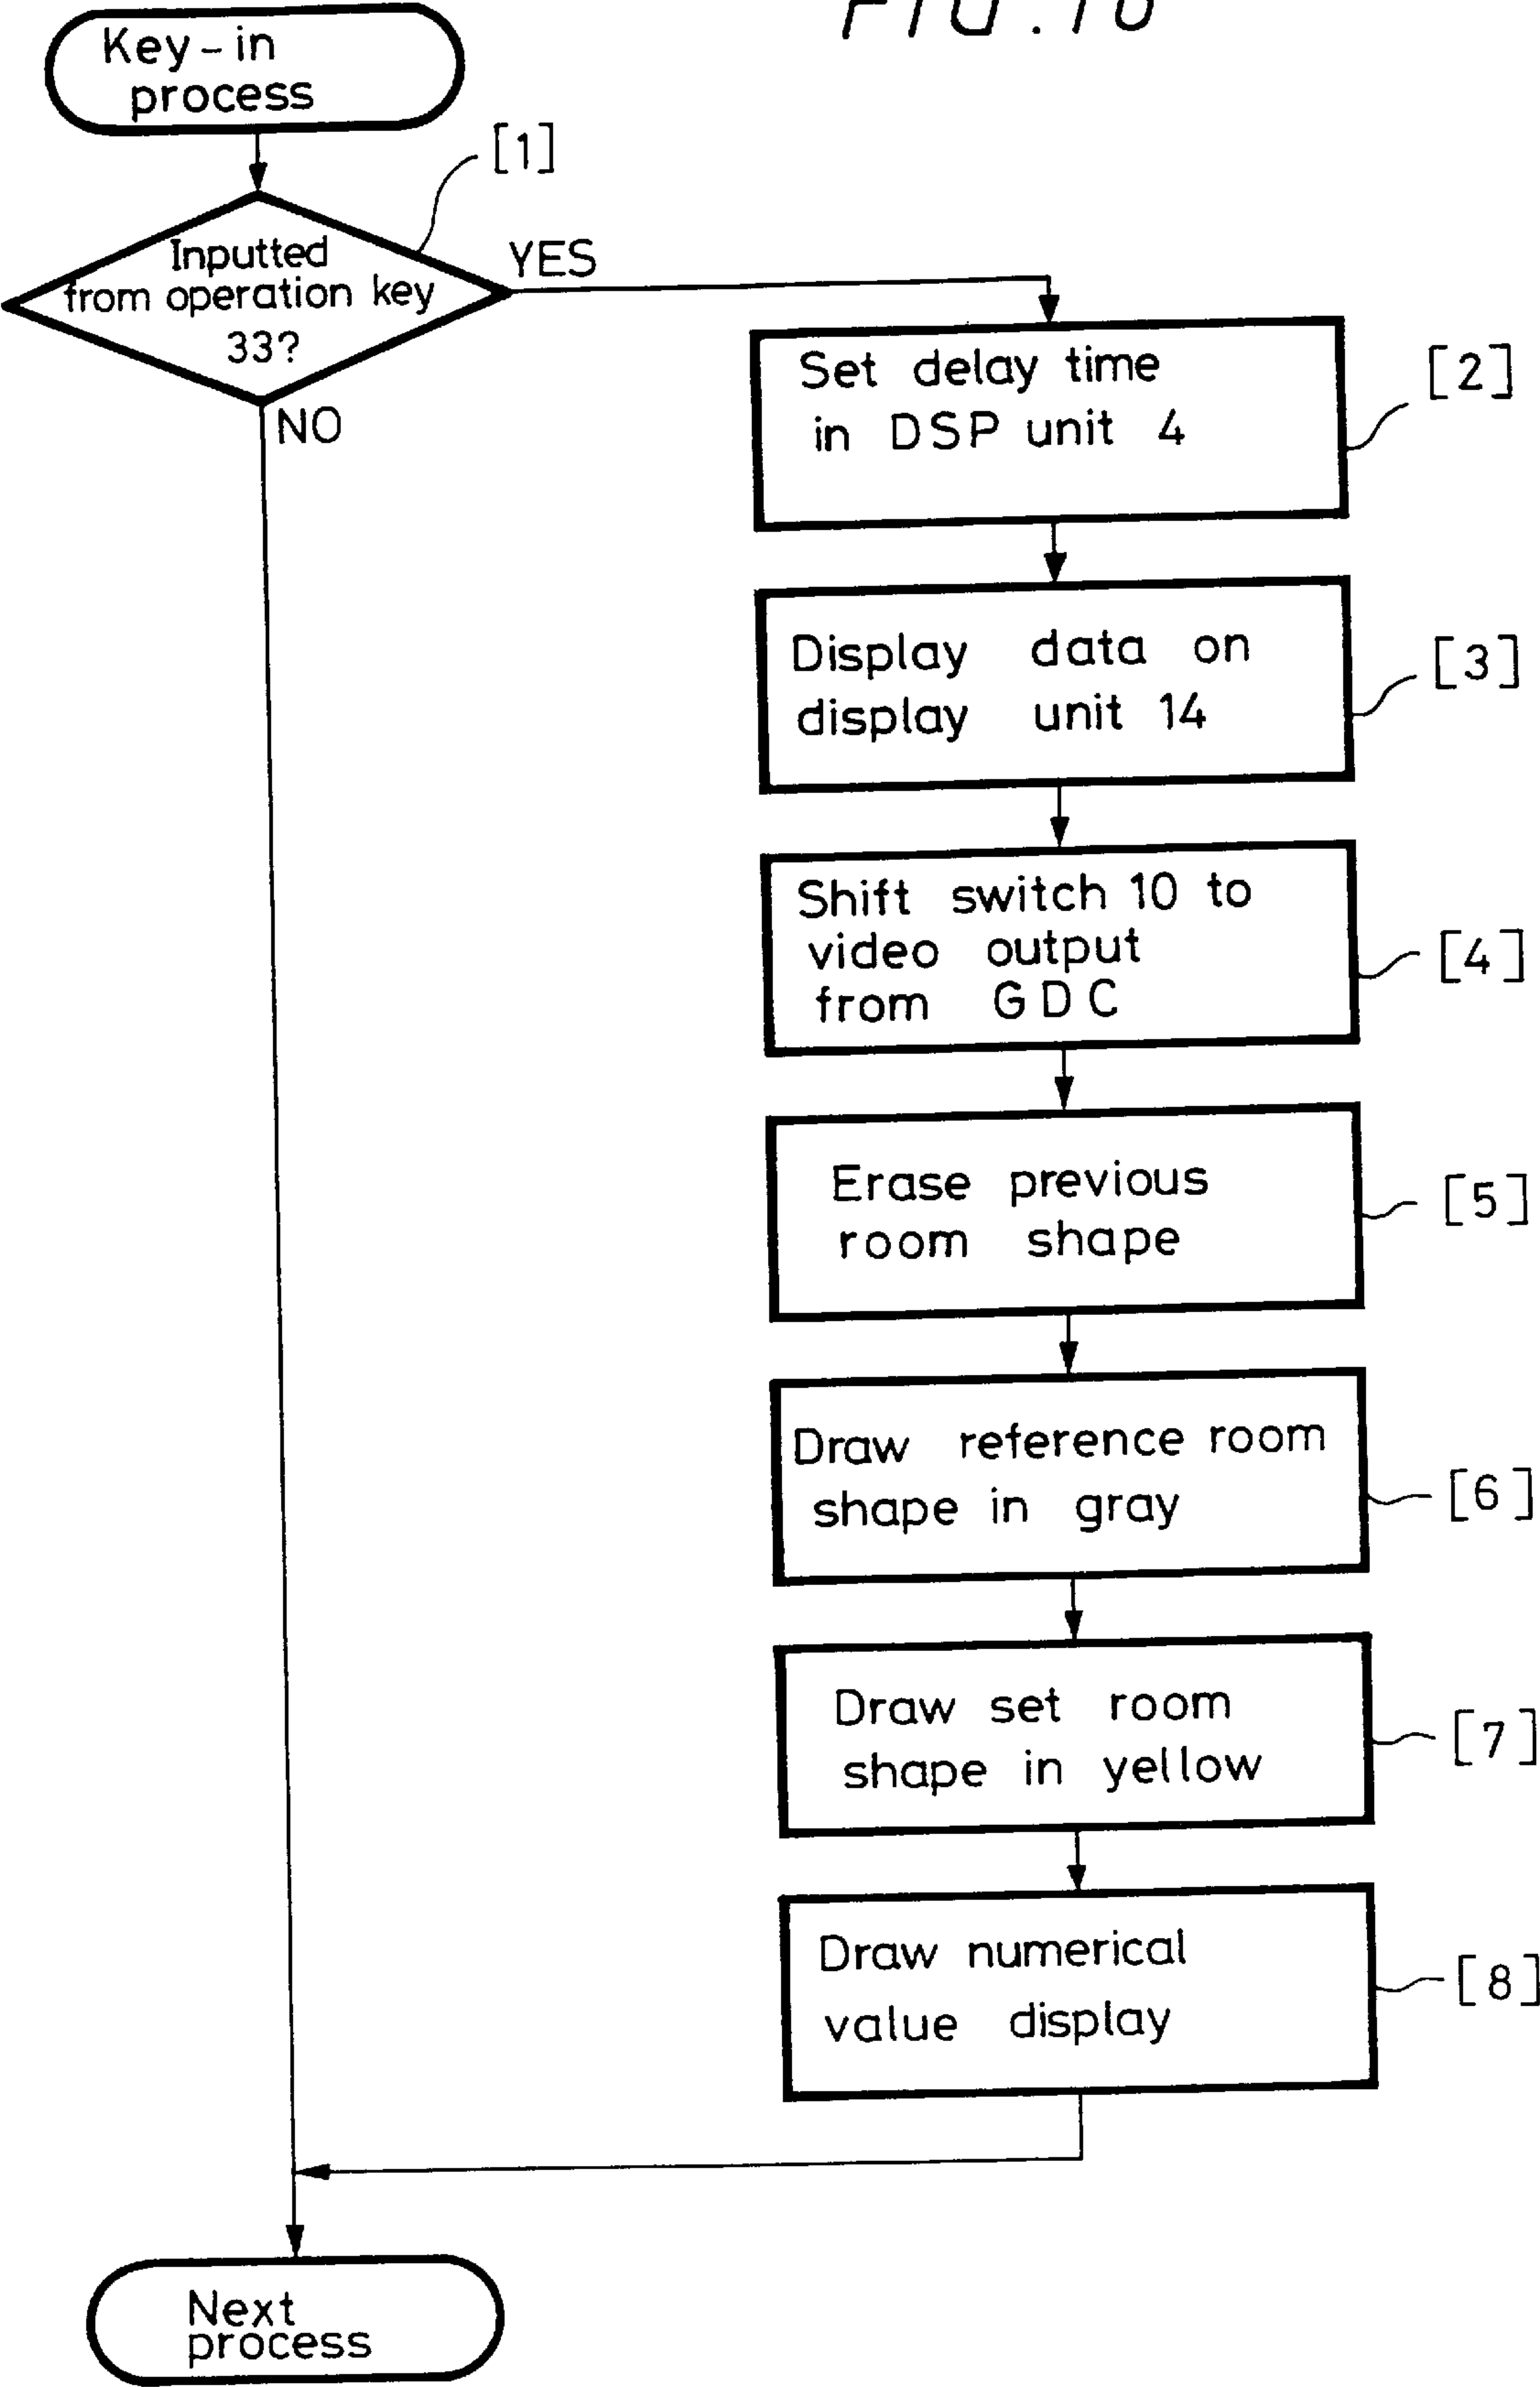 FIG.
Key-in
process
[1]
Inputted
from operation key
33?
YES
NO
Set delay time
in DSP unit 4
[2]
Display data on
display unit 14
[3]
Shift switch 10 to
video output
from GDC
[4]
Erase previous
room shape
[5]
Draw reference room
shape in gray
[6]
Draw set room
shape in yellow
[7]
Draw numerical
value display
[8]
Next
process